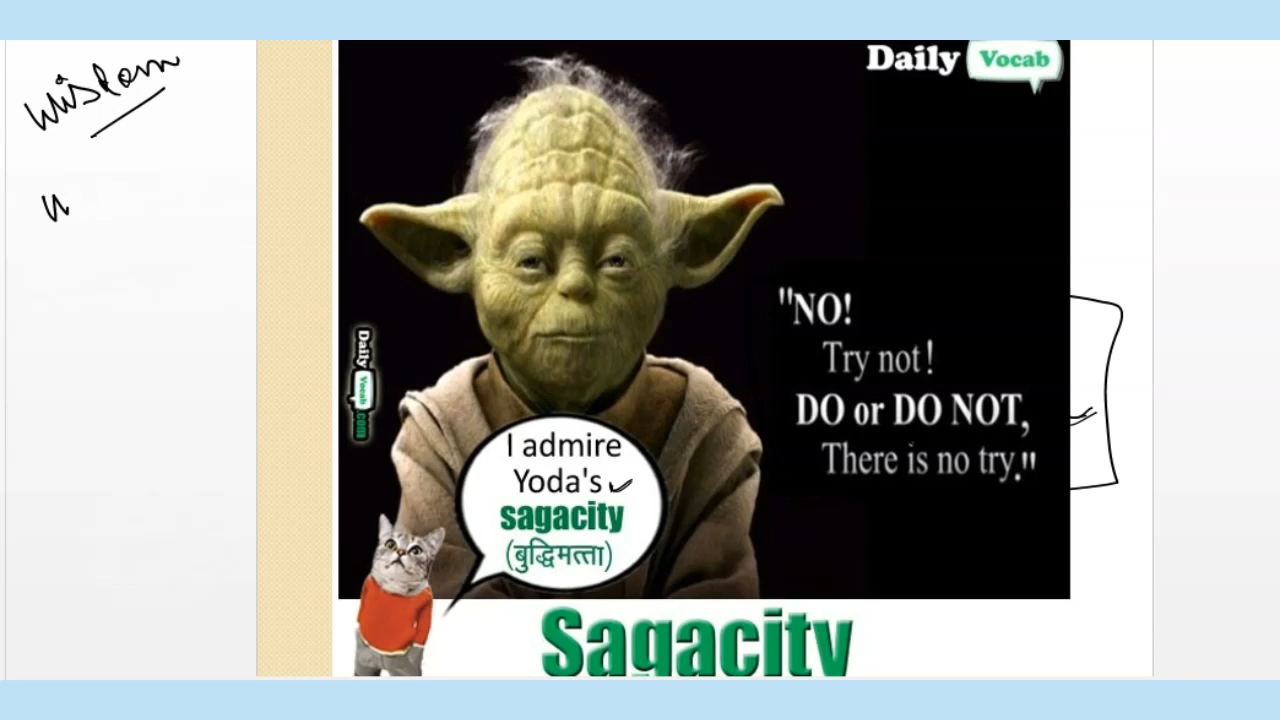 wisdom
Daily Vocab
"NO!
Try not!
DO or DO NOT,
There is no try."
Daily Vocab.com
I admire
Yoda's
sagacity
(बुद्धिमत्ता)
Sagacity